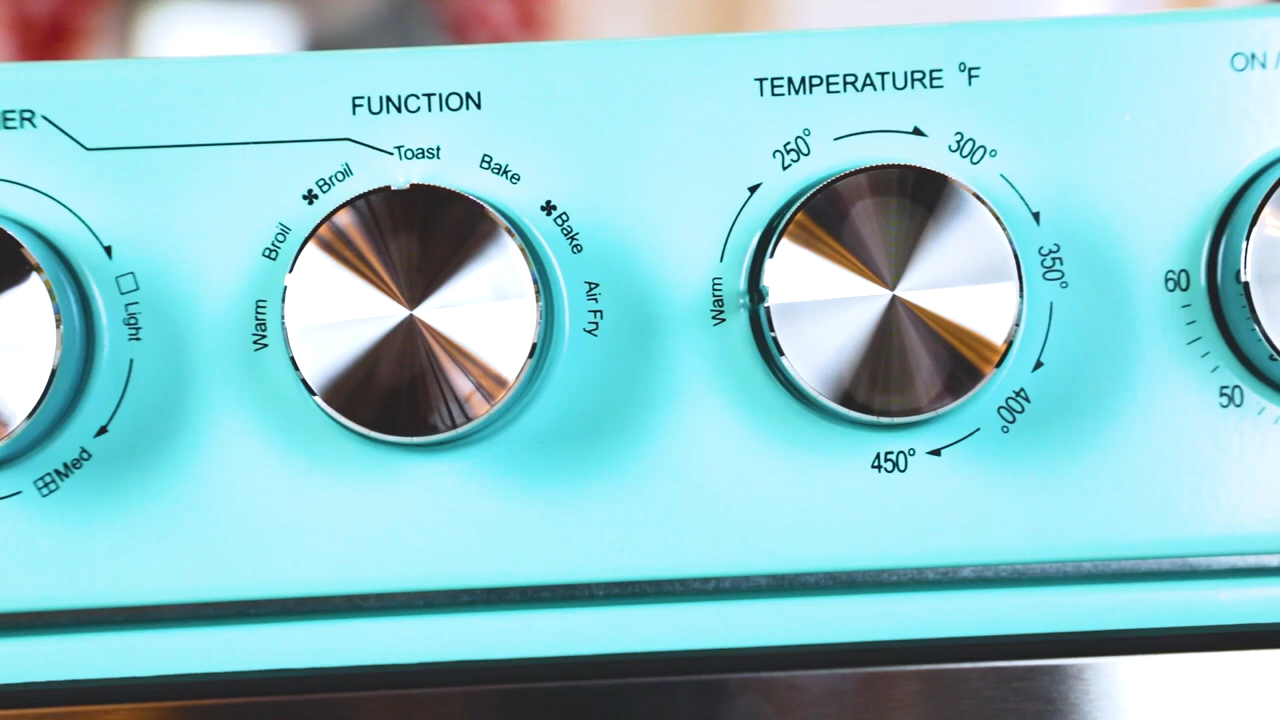 ER
FUNCTION
TEMPERATURE °F
ON /
Warm
Broil
Broil
Toast
Bake
Bake
Air Fry
Warm
250°
300°
350°
400°
450°
Light
Med
60
50